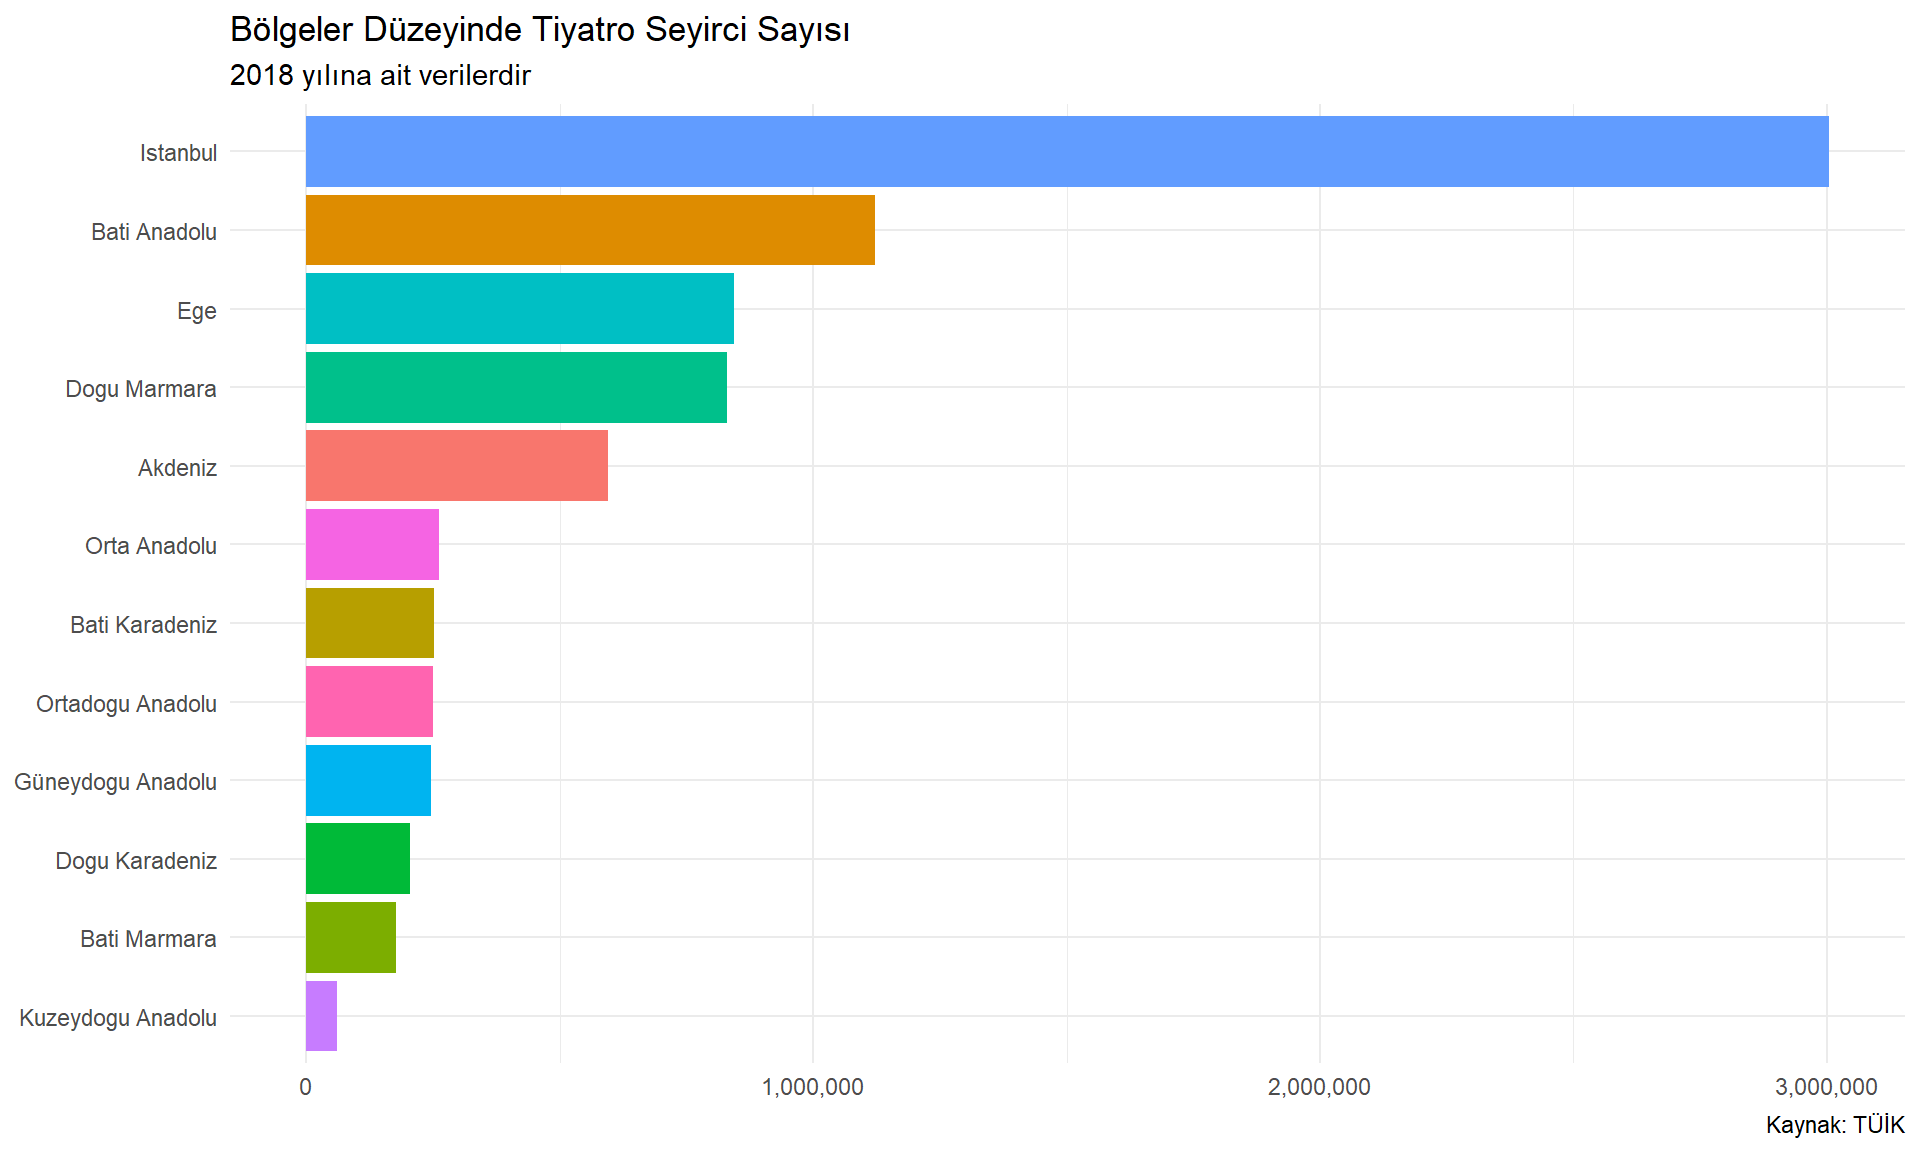 Bölgeler Düzeyinde Tiyatro Seyirci Sayısı
2018 yılına ait verilerdir
Istanbul
Bati Anadolu
Ege
Dogu Marmara
Akdeniz
Orta Anadolu
Bati Karadeniz
Ortadogu Anadolu
Güneydogu Anadolu
Dogu Karadeniz
Bati Marmara
Kuzeydogu Anadolu
0 1,000,000 2,000,000 3,000,000
Kaynak: TÜİK